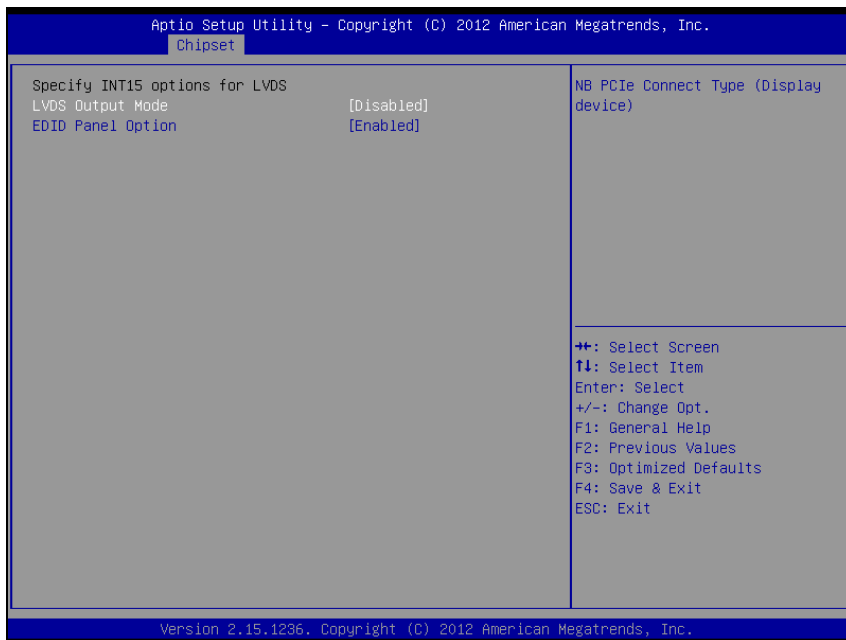 Aptio Setup Utility – Copyright (C) 2012 American Megatrends, Inc.
Chipset
Specify INT15 options for LVDS
LVDS Output Mode [Disabled]
EDID Panel Option [Enabled]
NB PCIe Connect Type (Display
device)
→←: Select Screen
↑↓: Select Item
Enter: Select
+/-: Change Opt.
F1: General Help
F2: Previous Values
F3: Optimized Defaults
F4: Save & Exit
ESC: Exit
Version 2.15.1236. Copyright (C) 2012 American Megatrends, Inc.